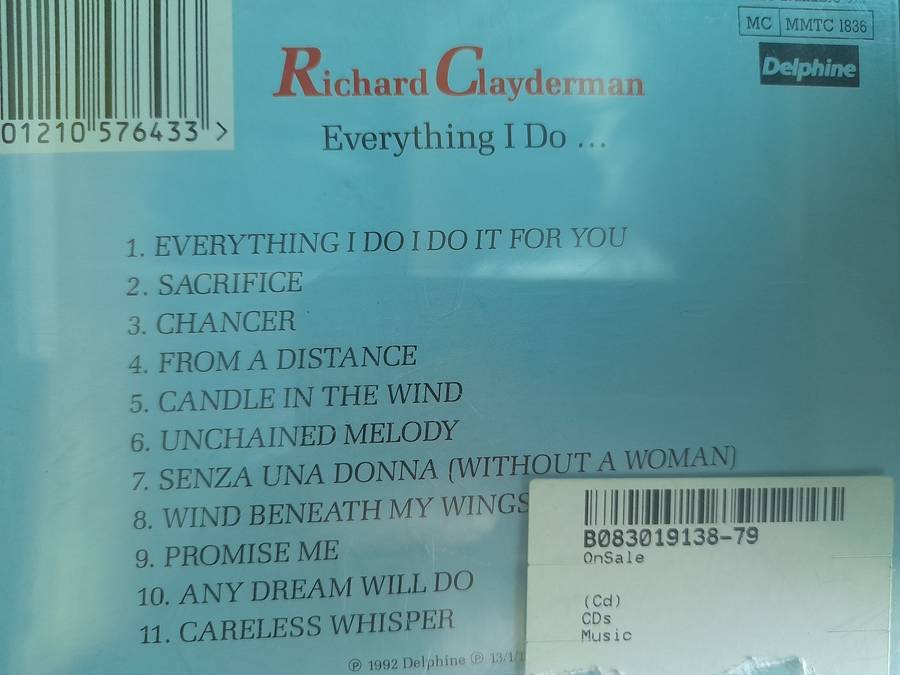 MC MMTC 1836
Delphine
01210 576433 >
Richard Clayderman
Everything I Do ...
1. EVERYTHING I DO I DO IT FOR YOU
2. SACRIFICE
3. CHANCER
4. FROM A DISTANCE
5. CANDLE IN THE WIND
6. UNCHAINED MELODY
7. SENZA UNA DONNA (WITHOUT A WOMAN)
8. WIND BENEATH MY WINGS
9. PROMISE ME
10. ANY DREAM WILL DO
11. CARELESS WHISPER
℗ 1992 Delphine ℗ 13/1/1
B083019138-79
OnSale
(Cd)
CDs
Music